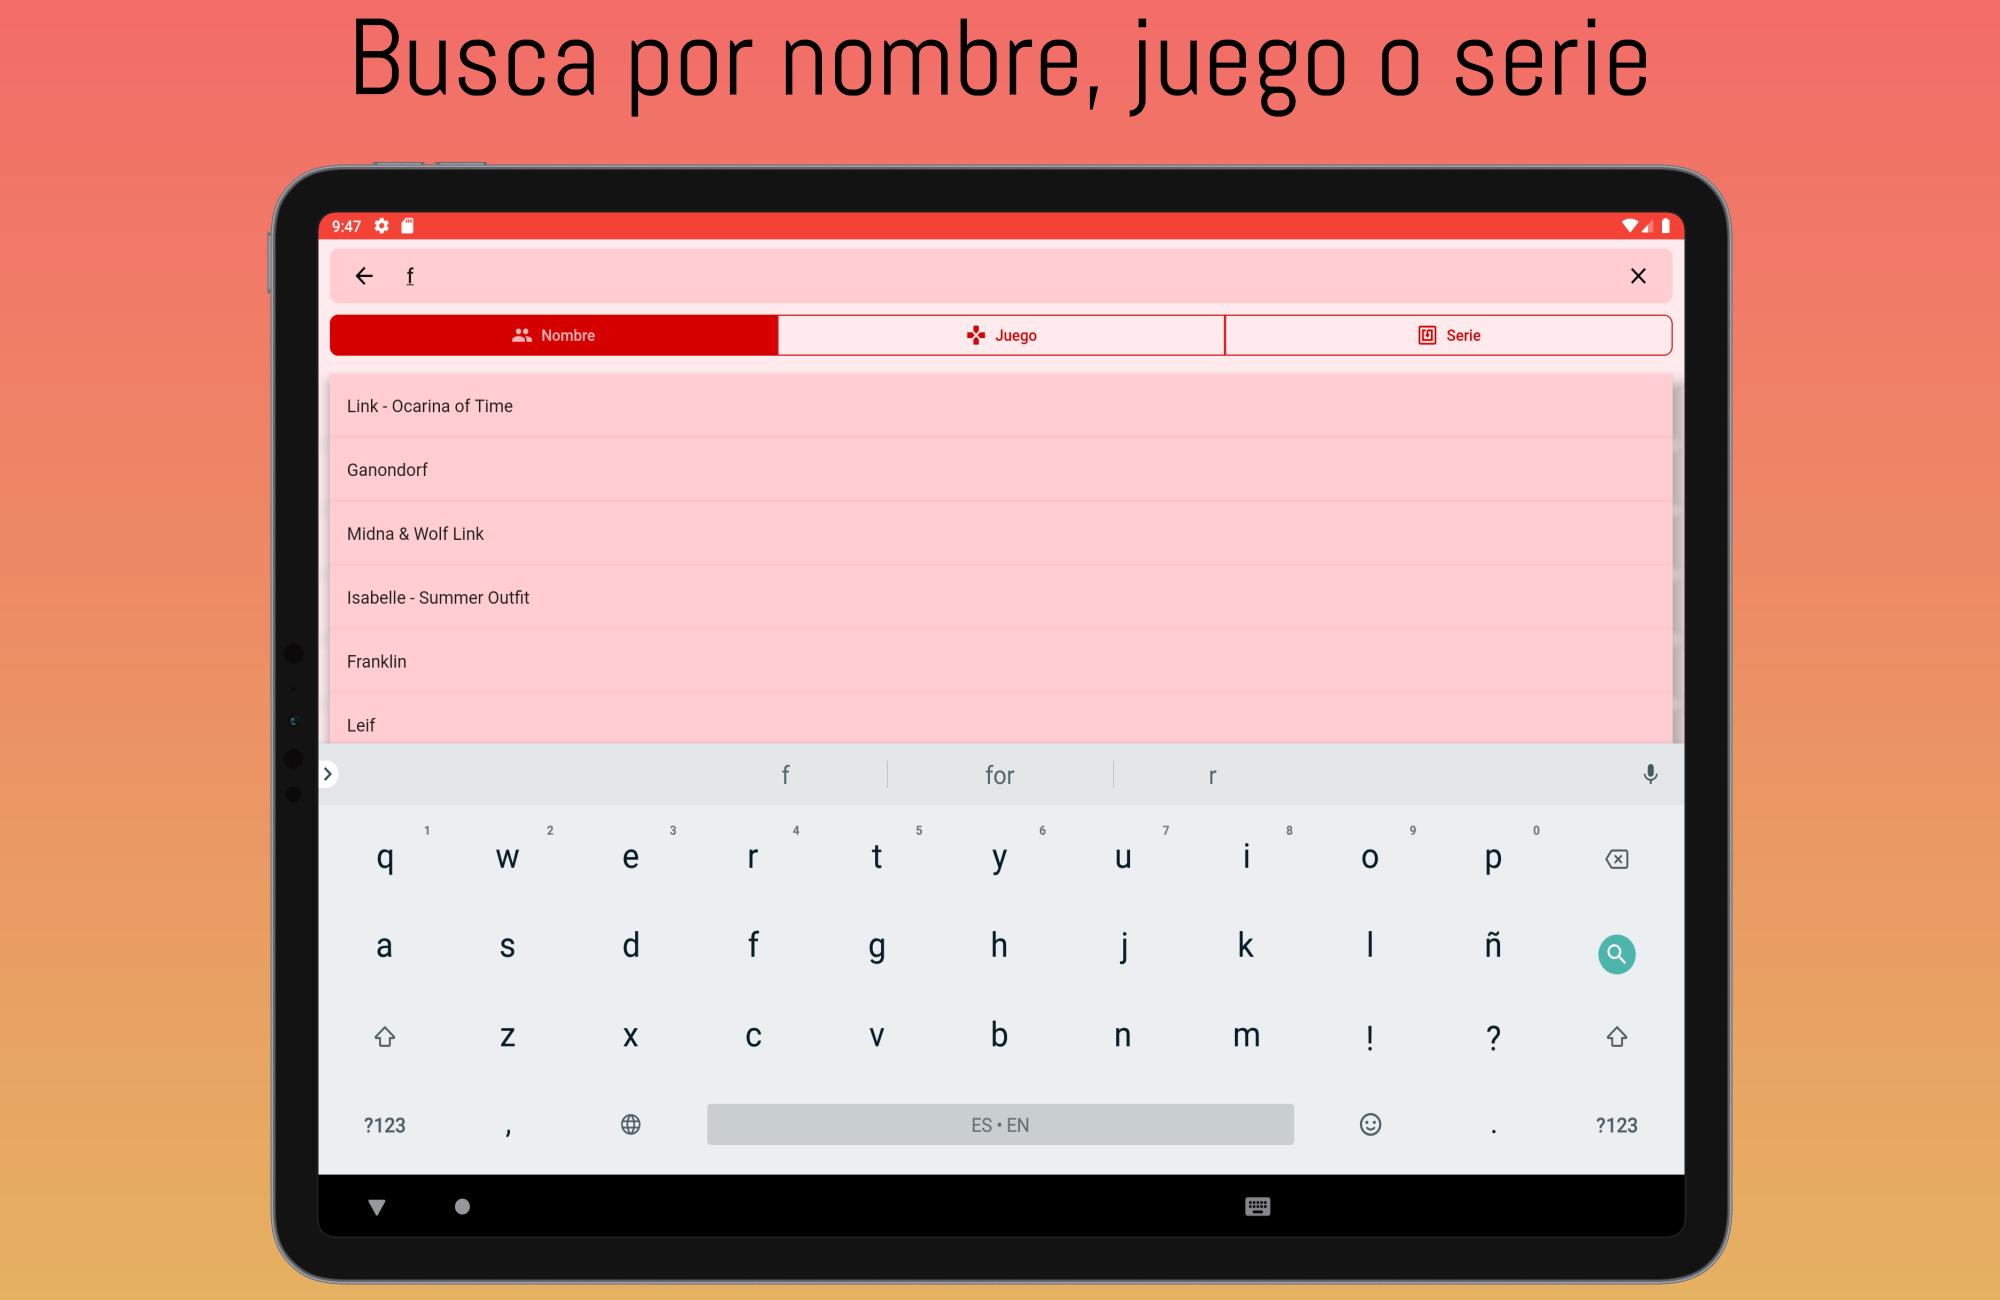 Busca por nombre, juego o serie
9:47
f
Nombre Juego Serie
Link - Ocarina of Time
Ganondorf
Midna & Wolf Link
Isabelle - Summer Outfit
Franklin
Leif
f for r
1 2 3 4 5 6 7 8 9 0
q w e r t y u i o p
a s d f g h j k l ñ
z x c v b n m ! ?
?123 , ES • EN . ?123